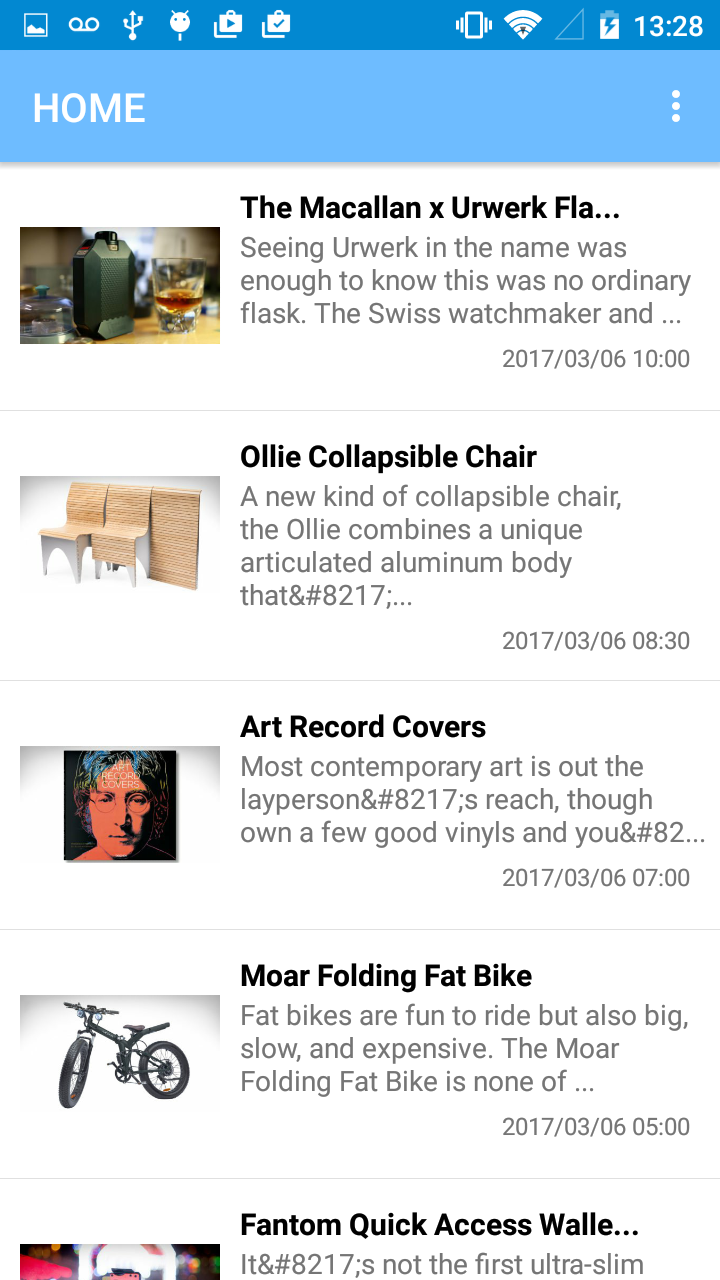 13:28
HOME
The Macallan x Urwerk Fla...
Seeing Urwerk in the name was
enough to know this was no ordinary
flask. The Swiss watchmaker and ...
2017/03/06 10:00
Ollie Collapsible Chair
A new kind of collapsible chair,
the Ollie combines a unique
articulated aluminum body
that&#8217;...
2017/03/06 08:30
ART
RECORD
COVERS
Art Record Covers
Most contemporary art is out the
layperson&#8217;s reach, though
own a few good vinyls and you&#82...
2017/03/06 07:00
Moar Folding Fat Bike
Fat bikes are fun to ride but also big,
slow, and expensive. The Moar
Folding Fat Bike is none of ...
2017/03/06 05:00
Fantom Quick Access Walle...
It&#8217;s not the first ultra-slim